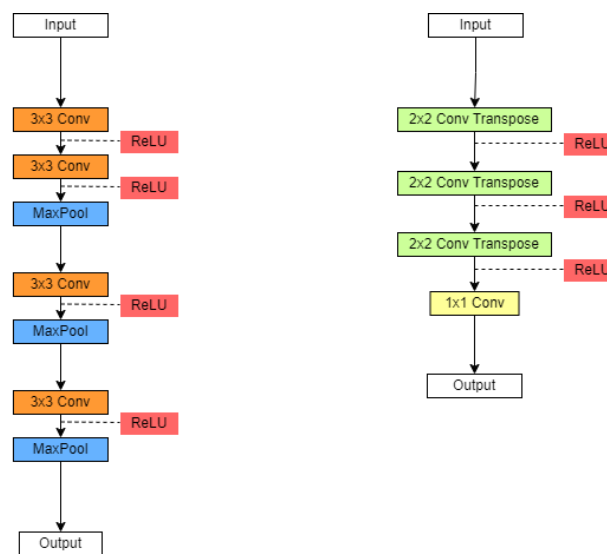 Input
3x3 Conv
ReLU
3x3 Conv
ReLU
MaxPool
3x3 Conv
ReLU
MaxPool
3x3 Conv
ReLU
MaxPool
Output
Input
2x2 Conv Transpose
ReLU
2x2 Conv Transpose
ReLU
2x2 Conv Transpose
ReLU
1x1 Conv
Output